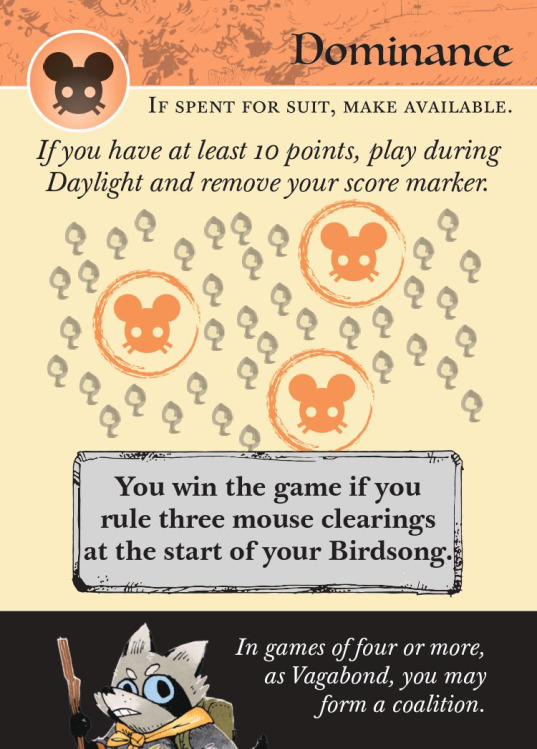 Dominance
If spent for suit, make available.
If you have at least 10 points, play during
Daylight and remove your score marker.
You win the game if you
rule three mouse clearings
at the start of your Birdsong.
In games of four or more,
as Vagabond, you may
form a coalition.